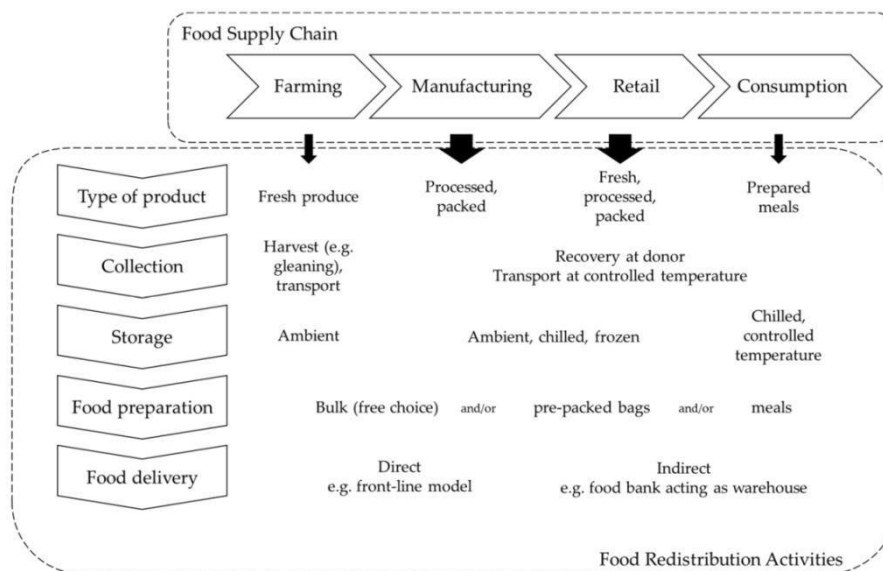 Food Supply Chain
Farming
Manufacturing
Retail
Consumption
Type of product
Fresh produce
Processed,
packed
Fresh,
processed,
packed
Prepared
meals
Collection
Harvest (e.g.
gleaning),
transport
Recovery at donor
Transport at controlled temperature
Storage
Ambient
Ambient, chilled, frozen
Chilled,
controlled
temperature
Food preparation
Bulk (free choice) and/or pre-packed bags and/or meals
Food delivery
Direct
e.g. front-line model
Indirect
e.g. food bank acting as warehouse
Food Redistribution Activities